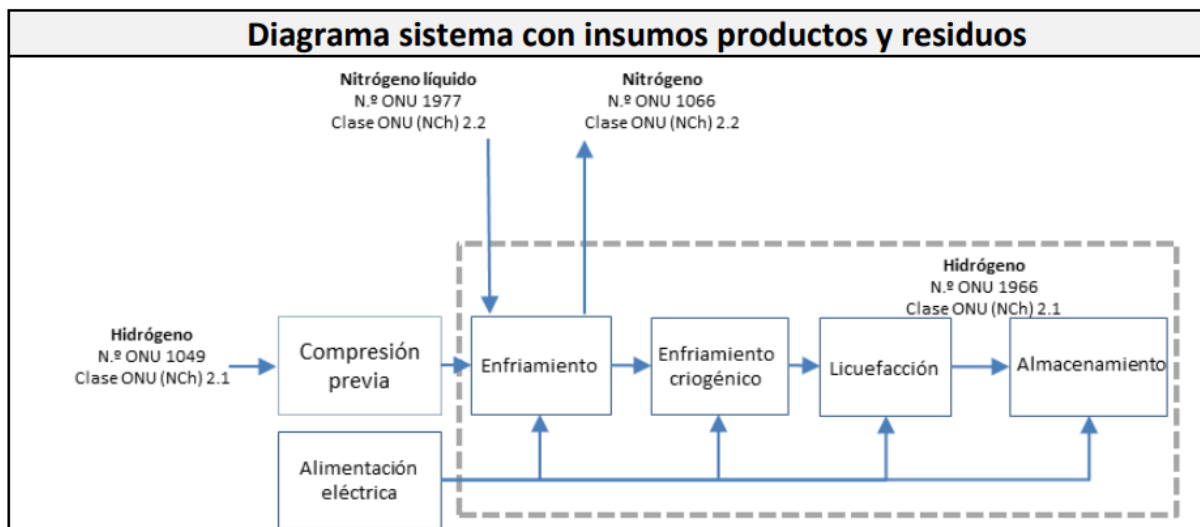 Diagrama sistema con insumos productos y residuos
Nitrógeno líquido
N.º ONU 1977
Clase ONU (NCh) 2.2
Nitrógeno
N.º ONU 1066
Clase ONU (NCh) 2.2
Hidrógeno
N.º ONU 1966
Clase ONU (NCh) 2.1
Hidrógeno
N.º ONU 1049
Clase ONU (NCh) 2.1
Compresión
previa
Enfriamiento
Enfriamiento
criogénico
Licuefacción
Almacenamiento
Alimentación
eléctrica